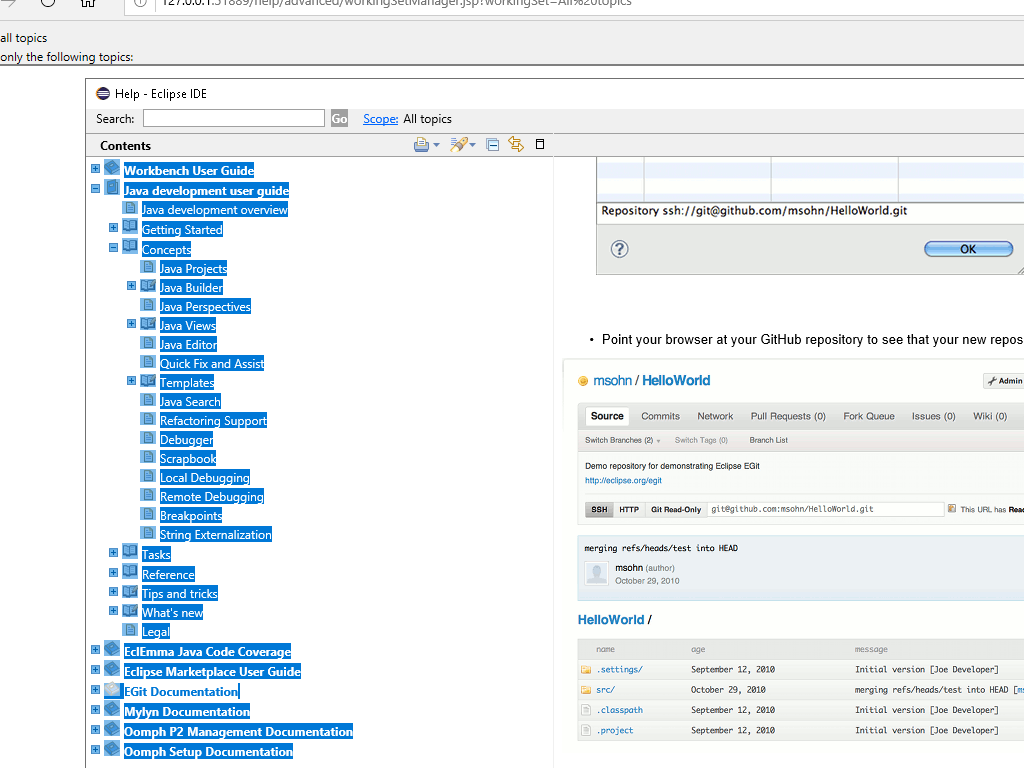 127.0.0.1:51889/help/advanced/workingSetManager.jsp?workingSet=All%20topics
all topics
only the following topics:
Help - Eclipse IDE
Search: Go Scope: All topics
Contents
Workbench User Guide
Java development user guide
Java development overview
Getting Started
Concepts
Java Projects
Java Builder
Java Perspectives
Java Views
Java Editor
Quick Fix and Assist
Templates
Java Search
Refactoring Support
Debugger
Scrapbook
Local Debugging
Remote Debugging
Breakpoints
String Externalization
Tasks
Reference
Tips and tricks
What's new
Legal
EclEmma Java Code Coverage
Eclipse Marketplace User Guide
EGit Documentation
Mylyn Documentation
Oomph P2 Management Documentation
Oomph Setup Documentation
Repository ssh://git@github.com/msohn/HelloWorld.git
? OK
• Point your browser at your GitHub repository to see that your new repos
msohn / HelloWorld Admin
Source Commits Network Pull Requests (0) Fork Queue Issues (0) Wiki (0)
Switch Branches (2) Switch Tags (0) Branch List
Demo repository for demonstrating Eclipse EGit
http://eclipse.org/egit
SSH HTTP Git Read-Only git@github.com:msohn/HelloWorld.git This URL has Read
merging refs/heads/test into HEAD
msohn (author)
October 29, 2010
HelloWorld /
name age message
.settings/ September 12, 2010 Initial version [Joe Developer]
src/ October 29, 2010 merging refs/heads/test into HEAD [ms
.classpath September 12, 2010 Initial version [Joe Developer]
.project September 12, 2010 Initial version [Joe Developer]